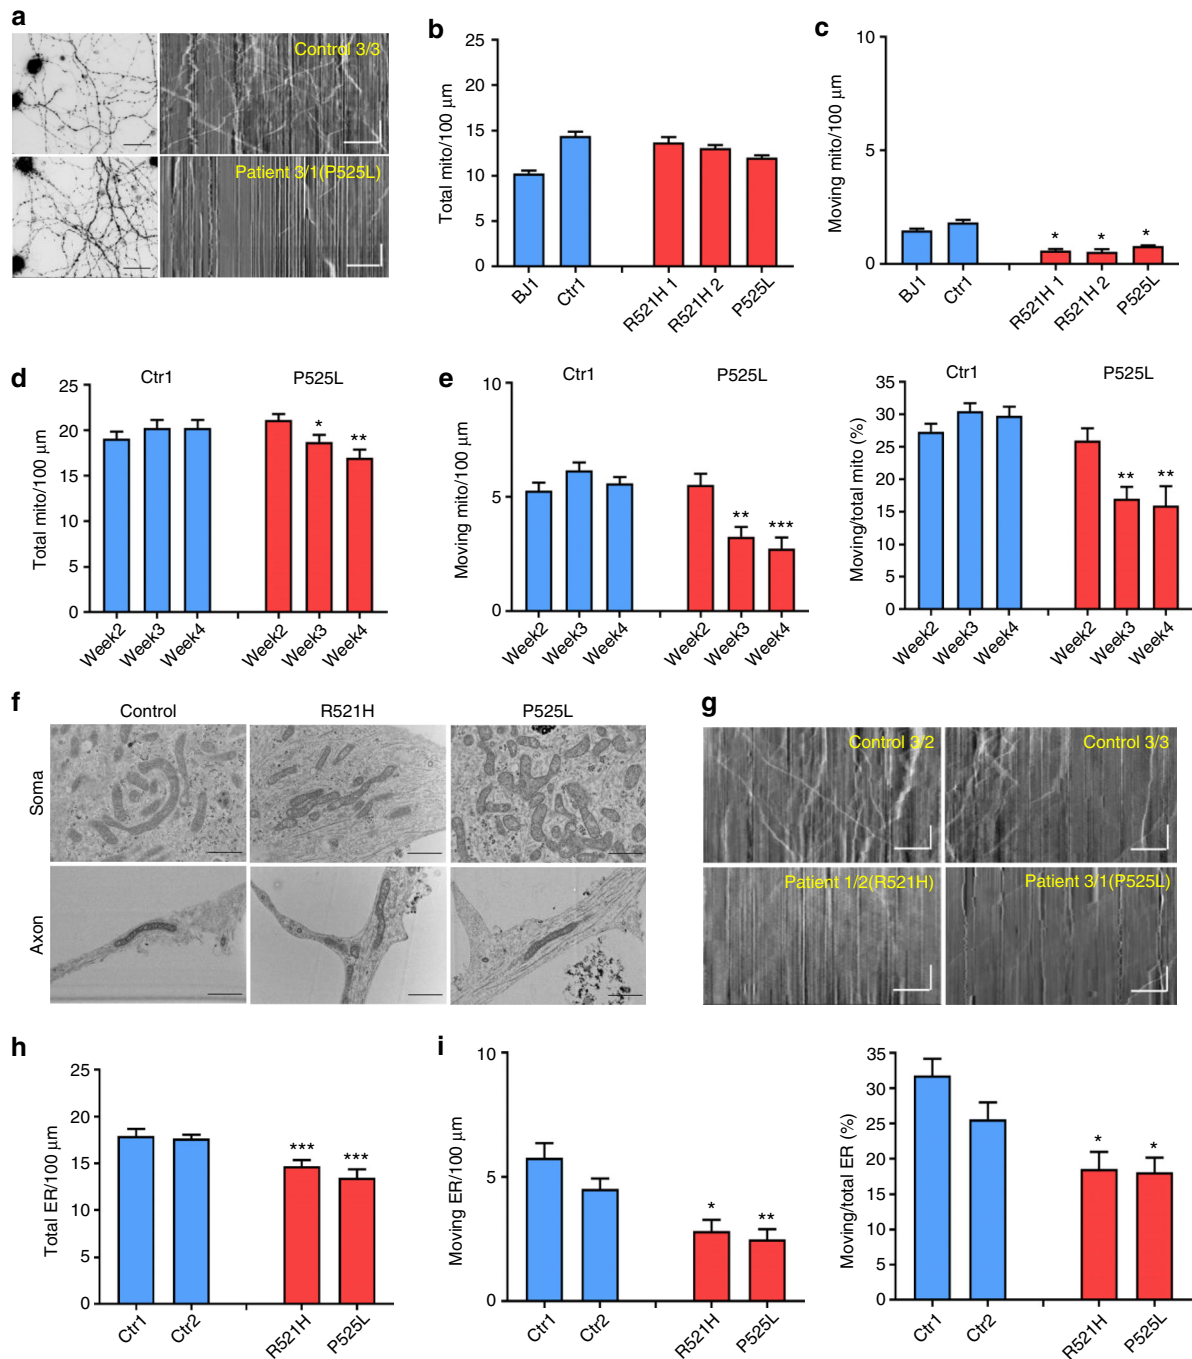 a
Control 3/3
Patient 3/1(P525L)
b
Total mito/100 µm
25
20
15
10
5
0
BJ1
Ctr1
R521H 1
R521H 2
P525L
c
Moving mito/100 µm
10
5
0
BJ1
Ctr1
* * *
R521H 1
R521H 2
P525L
d
Ctr1
P525L
Total mito/100 µm
25
20
15
10
5
0
* **
Week2
Week3
Week4
Week2
Week3
Week4
e
Ctr1
P525L
Moving mito/100 µm
10
5
0
** ***
Week2
Week3
Week4
Week2
Week3
Week4
Ctr1
P525L
Moving/total mito (%)
35
30
25
20
15
10
5
0
** **
Week2
Week3
Week4
Week2
Week3
Week4
f
Control
R521H
P525L
Soma
Axon
g
Control 3/2
Control 3/3
Patient 1/2(R521H)
Patient 3/1(P525L)
h
Total ER/100 µm
25
20
15
10
5
0
*** ***
Ctr1
Ctr2
R521H
P525L
i
Moving ER/100 µm
10
5
0
* **
Ctr1
Ctr2
R521H
P525L
Moving/total ER (%)
35
30
25
20
15
10
5
0
* *
Ctr1
Ctr2
R521H
P525L